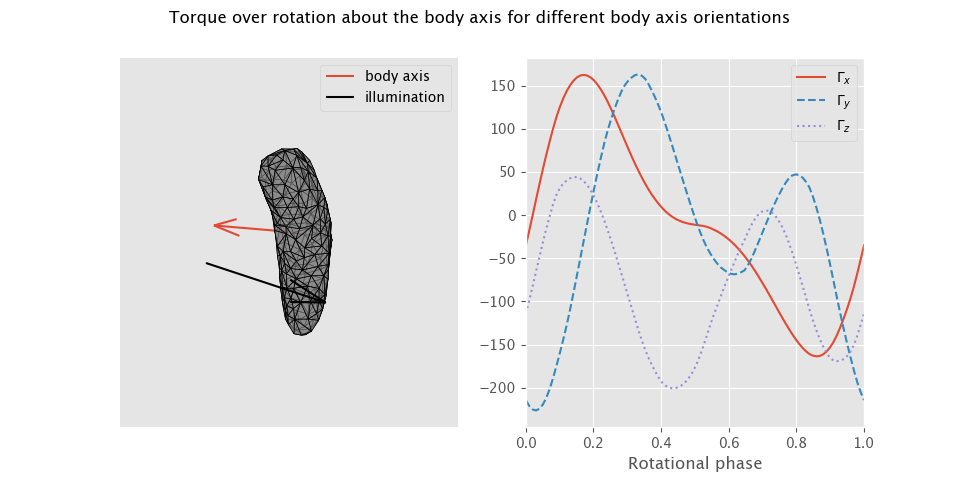 Torque over rotation about the body axis for different body axis orientations
body axis
illumination
Γx
Γy
Γz
150
100
50
0
−50
−100
−150
−200
0.0 0.2 0.4 0.6 0.8 1.0
Rotational phase